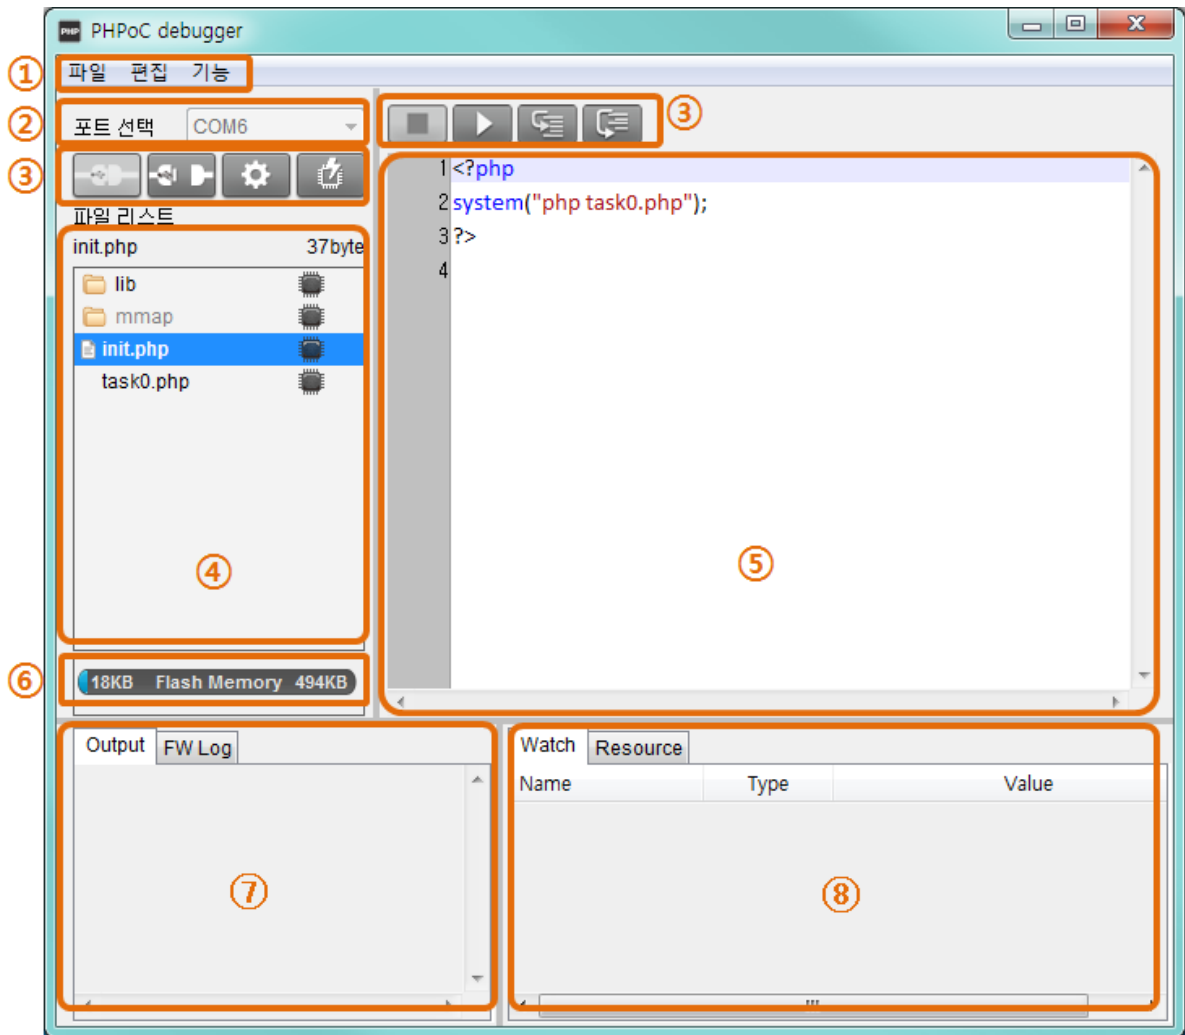 PHP PHPoC debugger
① 파일 편집 기능
② 포트 선택 COM6
③
③
파일 리스트
init.php 37byte
lib
mmap
init.php
task0.php
④
1 <?php
2 system("php task0.php");
3 ?>
4
⑤
⑥ 18KB Flash Memory 494KB
Output FW Log
⑦
Watch Resource
Name Type Value
⑧